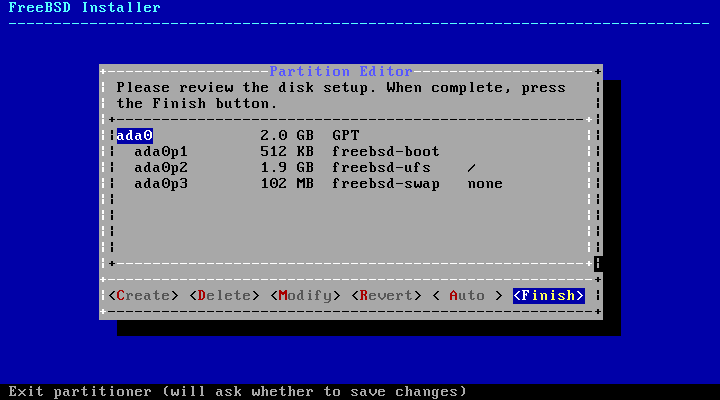 FreeBSD Installer
Partition Editor
Please review the disk setup. When complete, press
the Finish button.
ada0 2.0 GB GPT
ada0p1 512 KB freebsd-boot
ada0p2 1.9 GB freebsd-ufs /
ada0p3 102 MB freebsd-swap none
<Create> <Delete> <Modify> <Revert> < Auto > <Finish>
Exit partitioner (will ask whether to save changes)